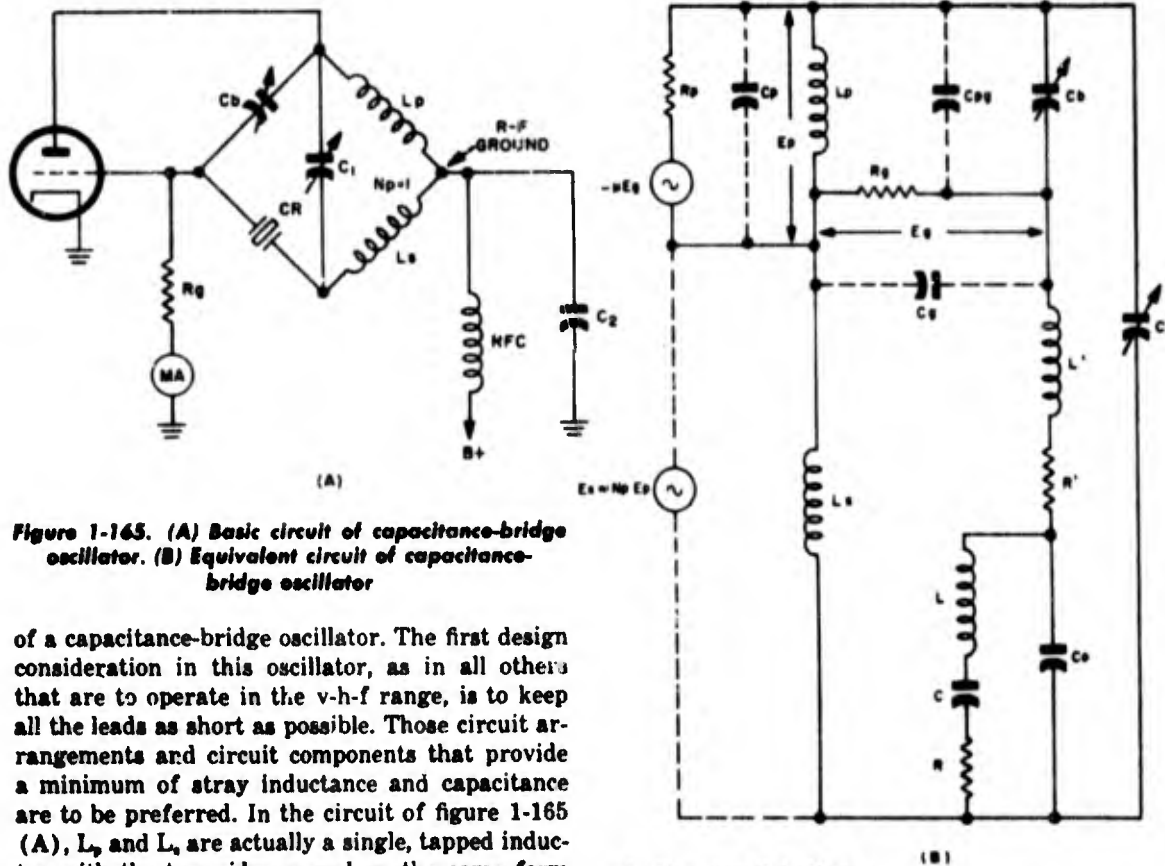 Cb
Lp
R-F
GROUND
C1
Np=1
CR
Ls
Rg
MA
RFC
C2
B+
(A)
Figure 1-165. (A) Basic circuit of capacitance-bridge
oscillator. (B) Equivalent circuit of capacitance-
bridge oscillator
of a capacitance-bridge oscillator. The first design
consideration in this oscillator, as in all others
that are to operate in the v-h-f range, is to keep
all the leads as short as possible. Those circuit ar-
rangements and circuit components that provide
a minimum of stray inductance and capacitance
are to be preferred. In the circuit of figure 1-165
(A), Lp and Ls are actually a single, tapped induc-
Rp
Cp
Lp
Cpg
Cb
Ep
Rg
-μEg
Eg
Cg
C
L'
Es=Np Ep
Ls
R'
L
Co
C
R
(B)